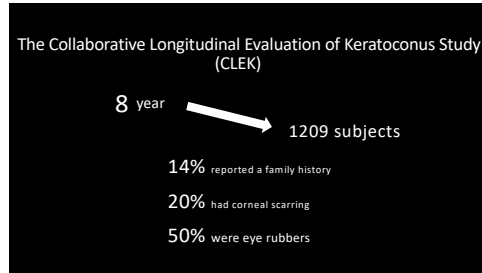 The Collaborative Longitudinal Evaluation of Keratoconus Study
(CLEK)
8 year
1209 subjects
14% reported a family history
20% had corneal scarring
50% were eye rubbers